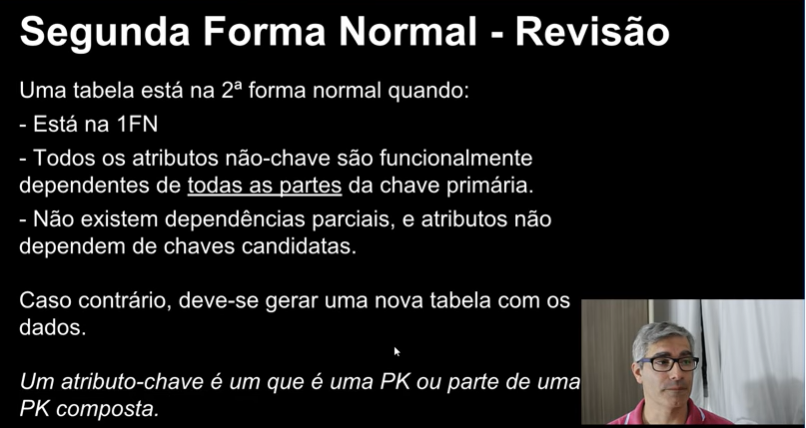 Segunda Forma Normal - Revisão
Uma tabela está na 2ª forma normal quando:
- Está na 1FN
- Todos os atributos não-chave são funcionalmente
dependentes de todas as partes da chave primária.
- Não existem dependências parciais, e atributos não
dependem de chaves candidatas.
Caso contrário, deve-se gerar uma nova tabela com os
dados.
Um atributo-chave é um que é uma PK ou parte de uma
PK composta.